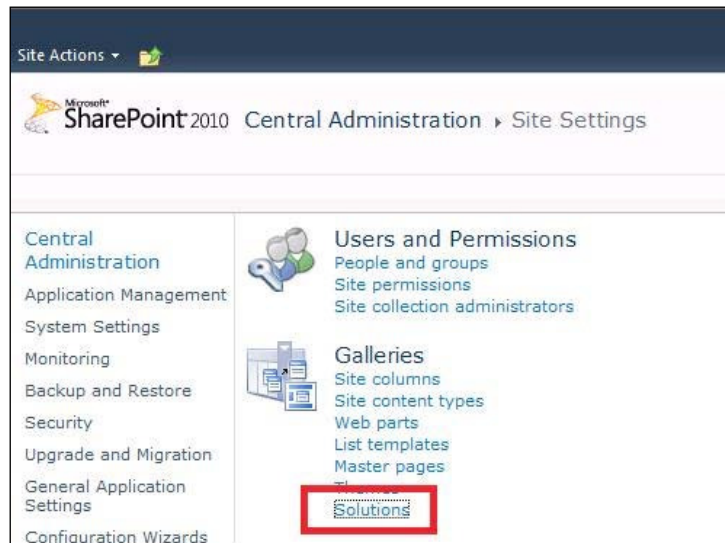 Site Actions
Microsoft
SharePoint 2010 Central Administration ▸ Site Settings
Central
Administration
Application Management
System Settings
Monitoring
Backup and Restore
Security
Upgrade and Migration
General Application
Settings
Configuration Wizards
Users and Permissions
People and groups
Site permissions
Site collection administrators
Galleries
Site columns
Site content types
Web parts
List templates
Master pages
Themes
Solutions